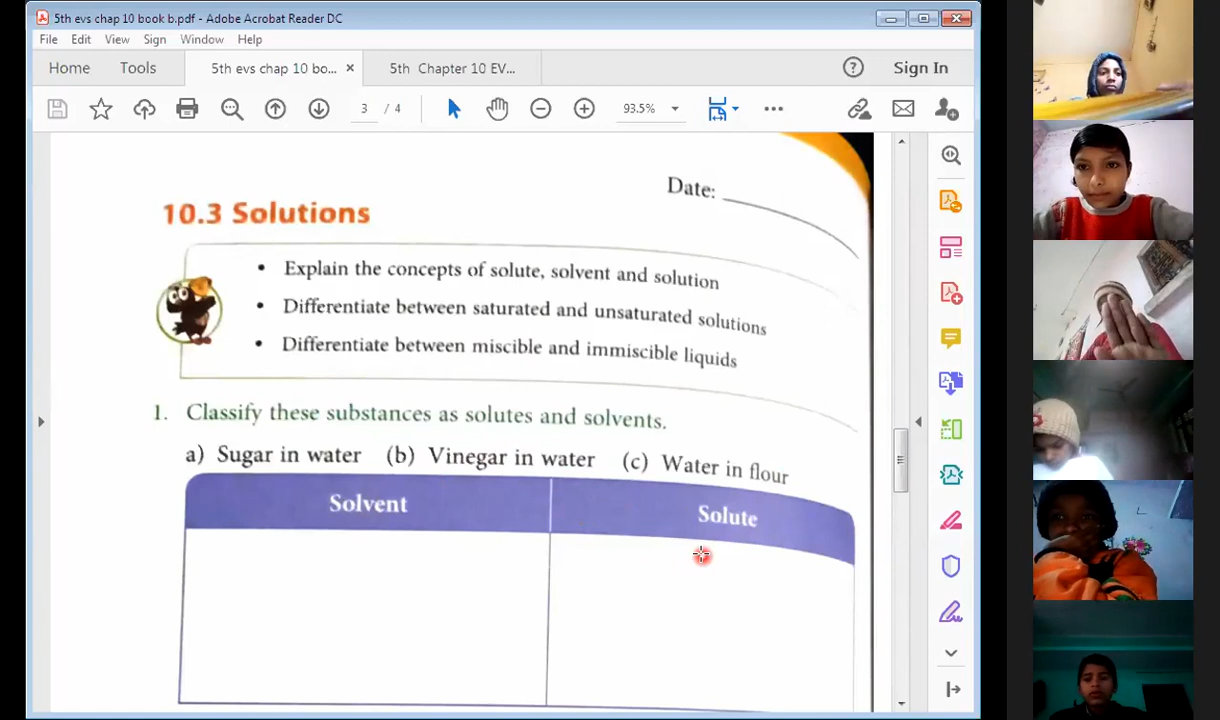 5th evs chap 10 book b.pdf - Adobe Acrobat Reader DC
File Edit View Sign Window Help
Home Tools 5th evs chap 10 bo... × 5th Chapter 10 EV... Sign In
3 / 4 93.5%
Date:
10.3 Solutions
• Explain the concepts of solute, solvent and solution
• Differentiate between saturated and unsaturated solutions
• Differentiate between miscible and immiscible liquids
1. Classify these substances as solutes and solvents.
a) Sugar in water (b) Vinegar in water (c) Water in flour
Solvent Solute